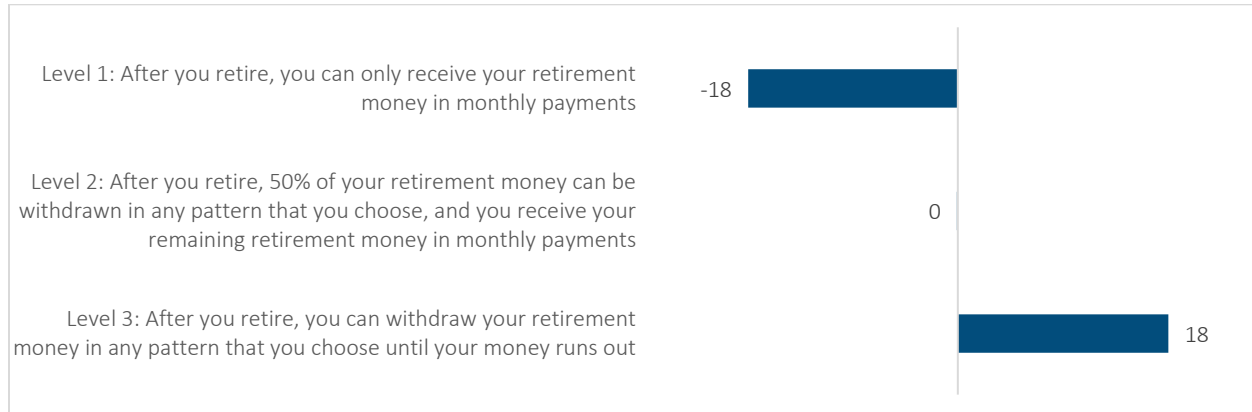 Level 1: After you retire, you can only receive your retirement
money in monthly payments
-18
Level 2: After you retire, 50% of your retirement money can be
withdrawn in any pattern that you choose, and you receive your
remaining retirement money in monthly payments
0
Level 3: After you retire, you can withdraw your retirement
money in any pattern that you choose until your money runs out
18